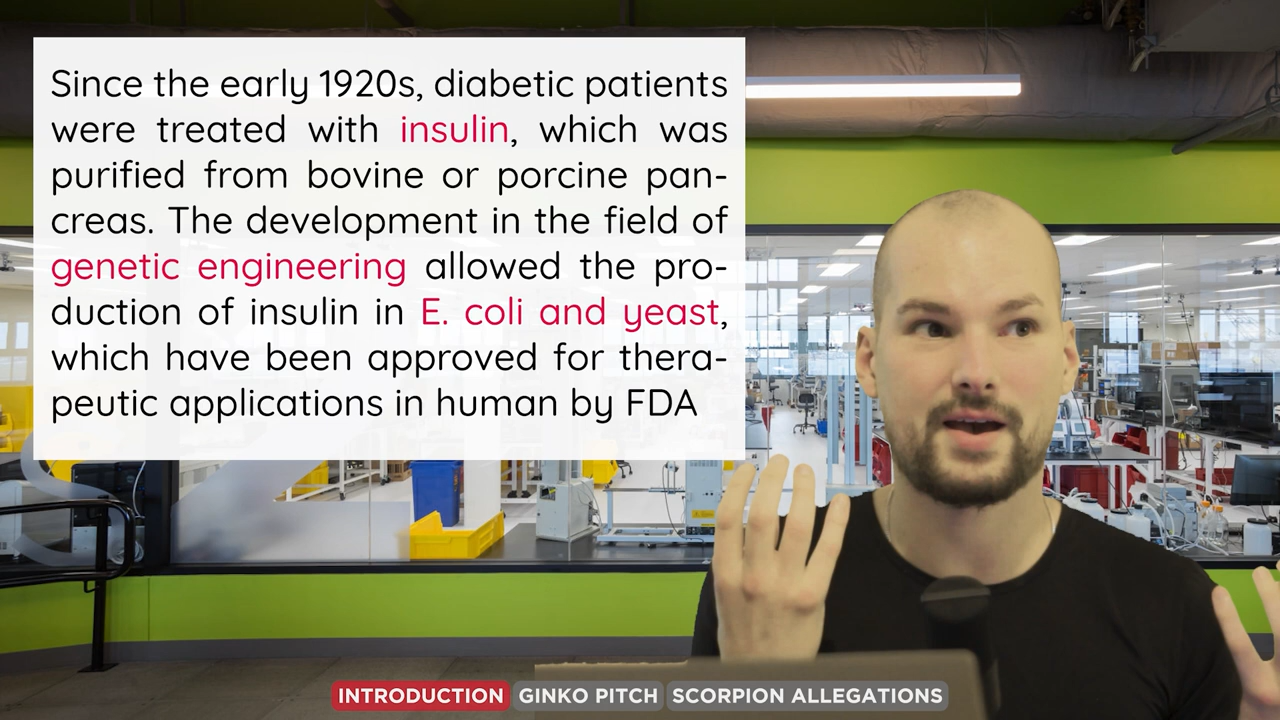 Since the early 1920s, diabetic patients
were treated with insulin, which was
purified from bovine or porcine pan-
creas. The development in the field of
genetic engineering allowed the pro-
duction of insulin in E. coli and yeast,
which have been approved for thera-
peutic applications in human by FDA
INTRODUCTION GINKO PITCH SCORPION ALLEGATIONS